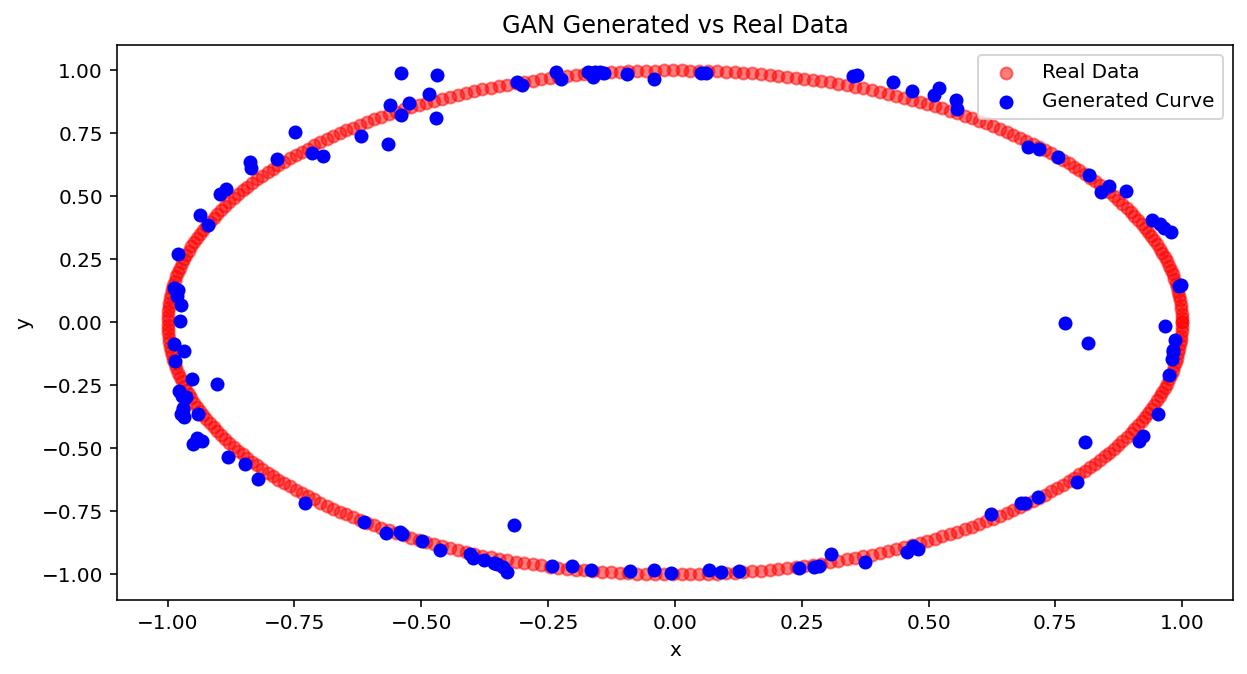 GAN Generated vs Real Data
1.00
0.75
0.50
0.25
0.00
−0.25
−0.50
−0.75
−1.00
y
Real Data
Generated Curve
−1.00 −0.75 −0.50 −0.25 0.00 0.25 0.50 0.75 1.00
x